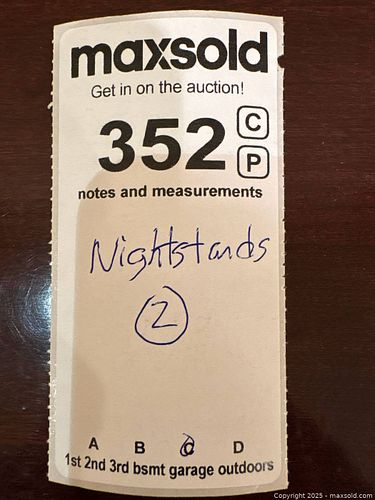 maxsold
Get in on the auction!
352 C
P
notes and measurements
Nightstands
2
A B C D
1st 2nd 3rd bsmt garage outdoors
Copyright 2025 - maxsold.com